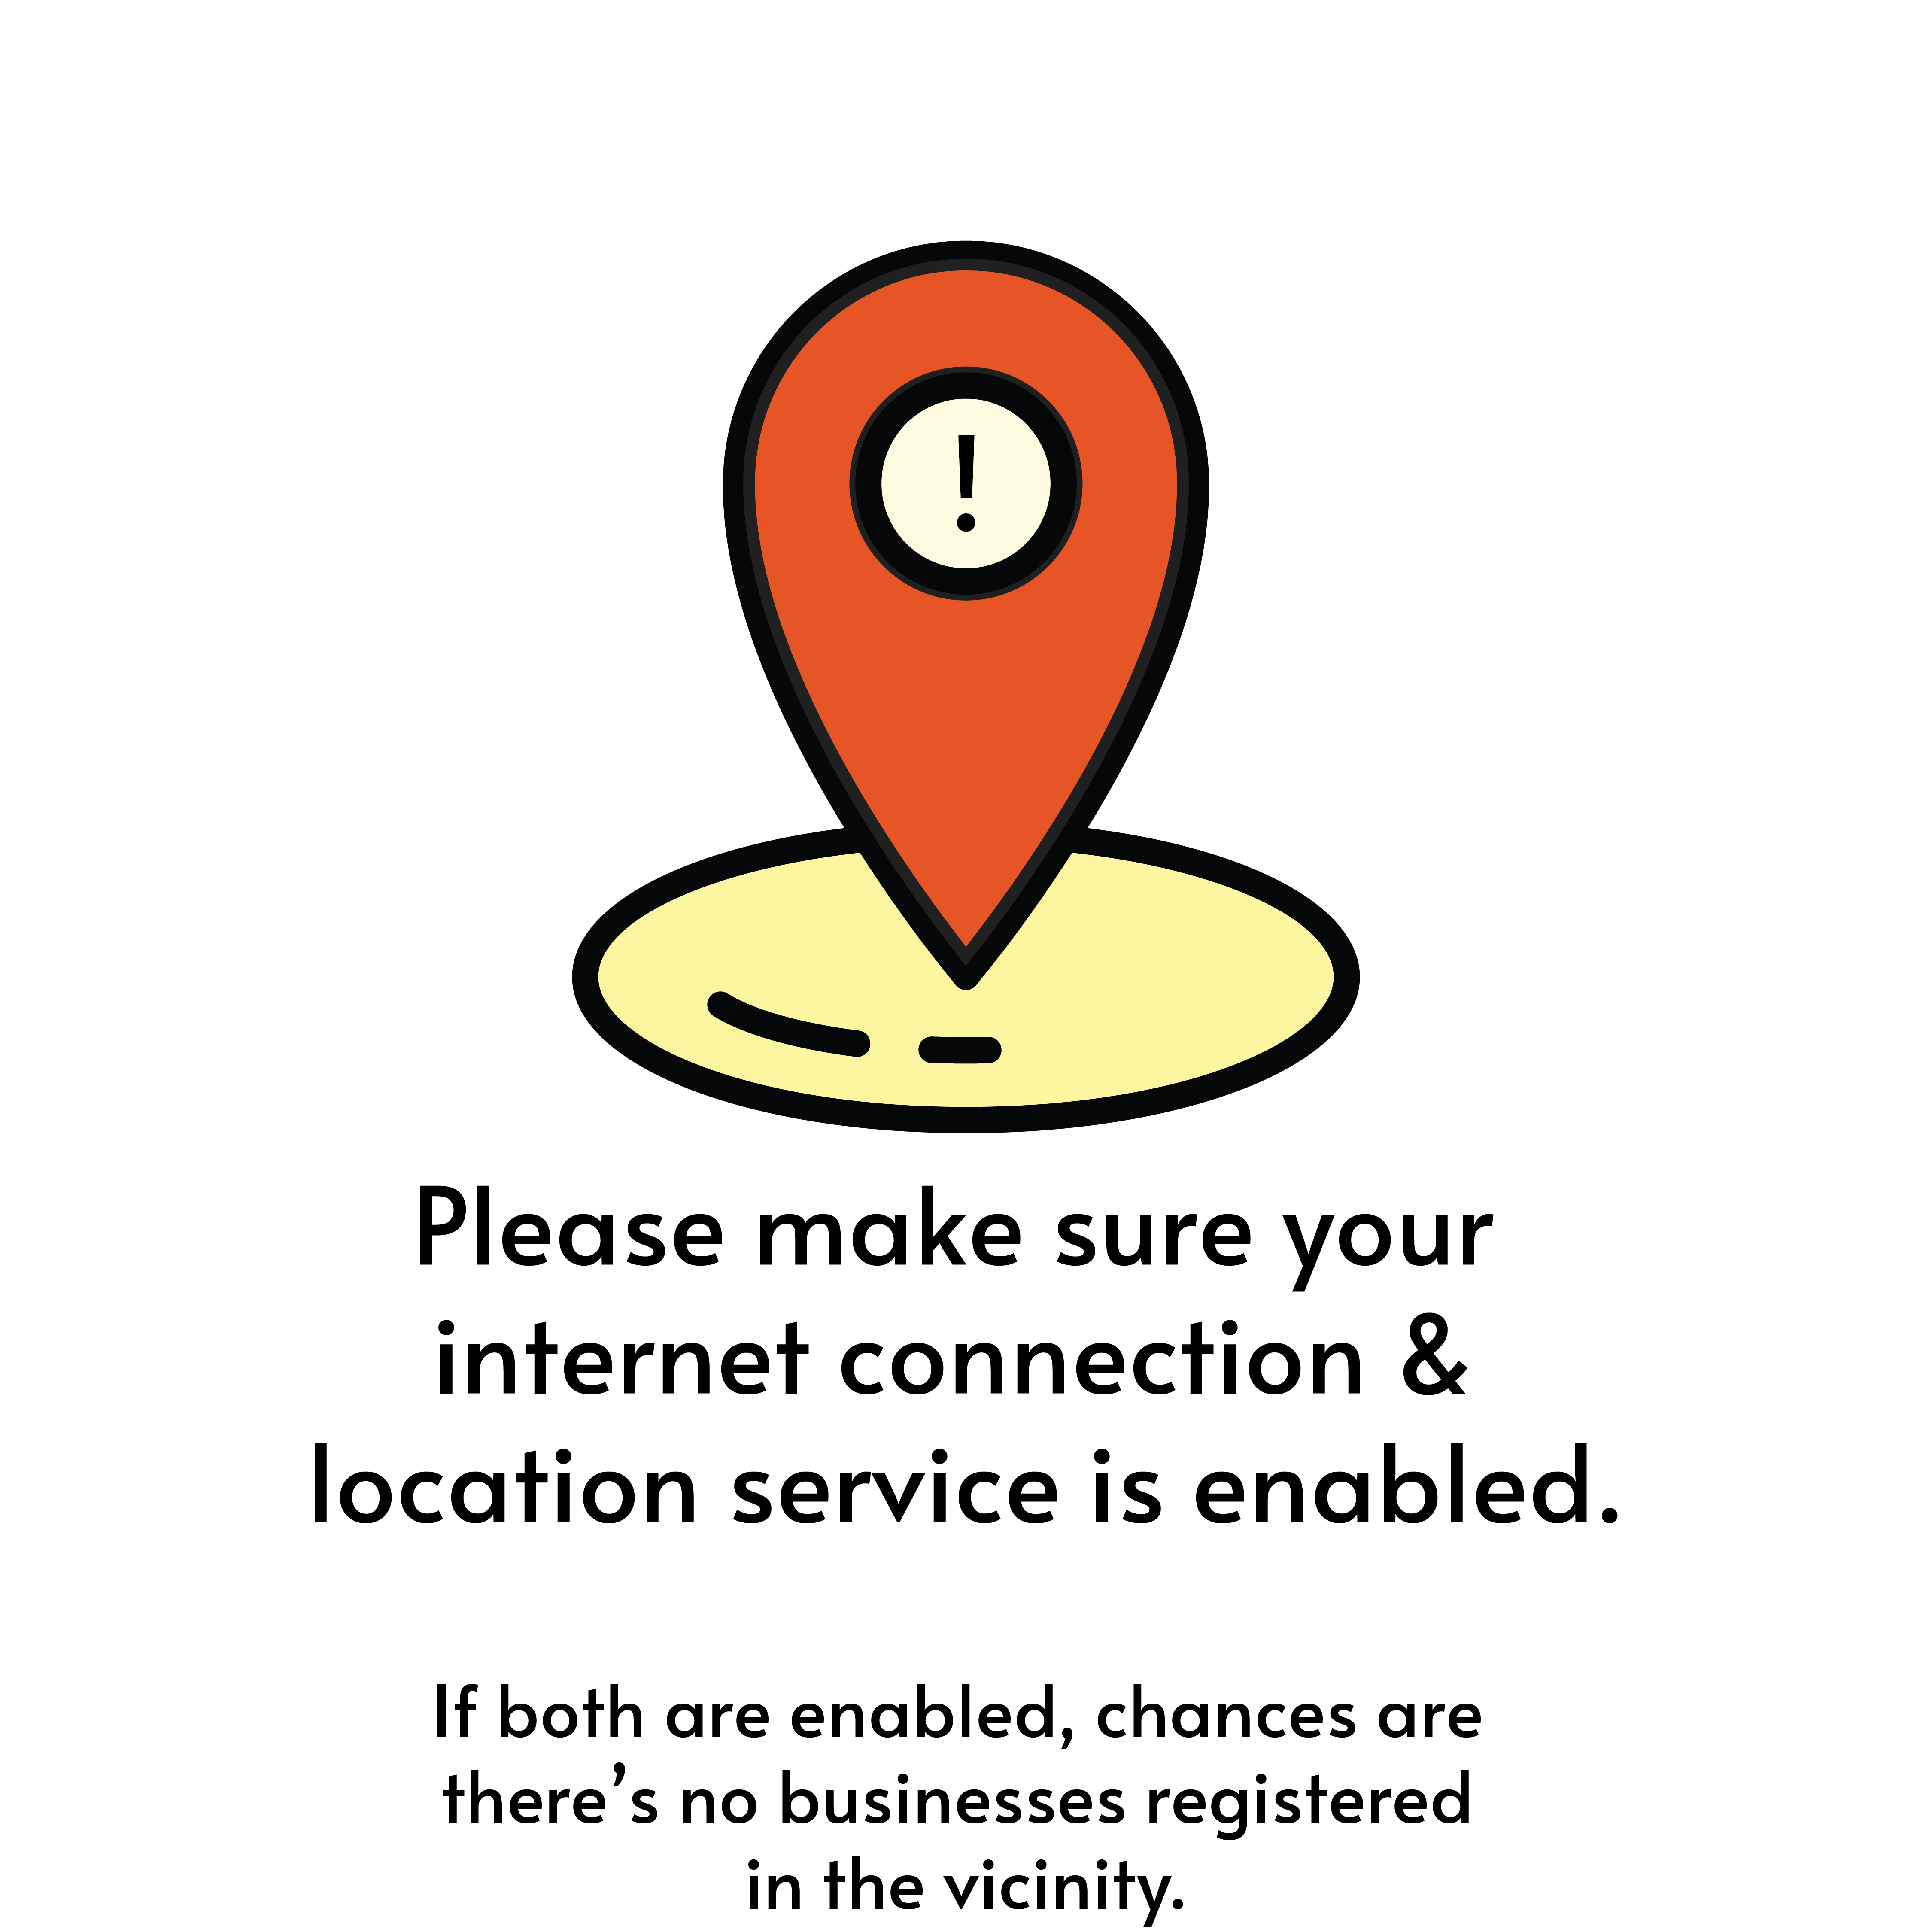 !
Please make sure your
internet connection &
location service is enabled.
If both are enabled, chances are
there’s no businesses registered
in the vicinity.